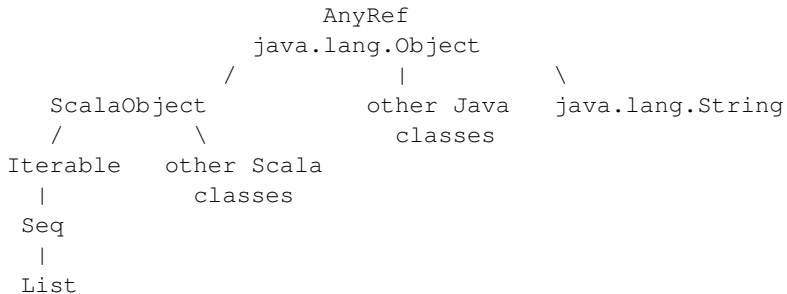 AnyRef
java.lang.Object
/ | \
ScalaObject other Java java.lang.String
/ \ classes
Iterable other Scala
| classes
Seq
|
List